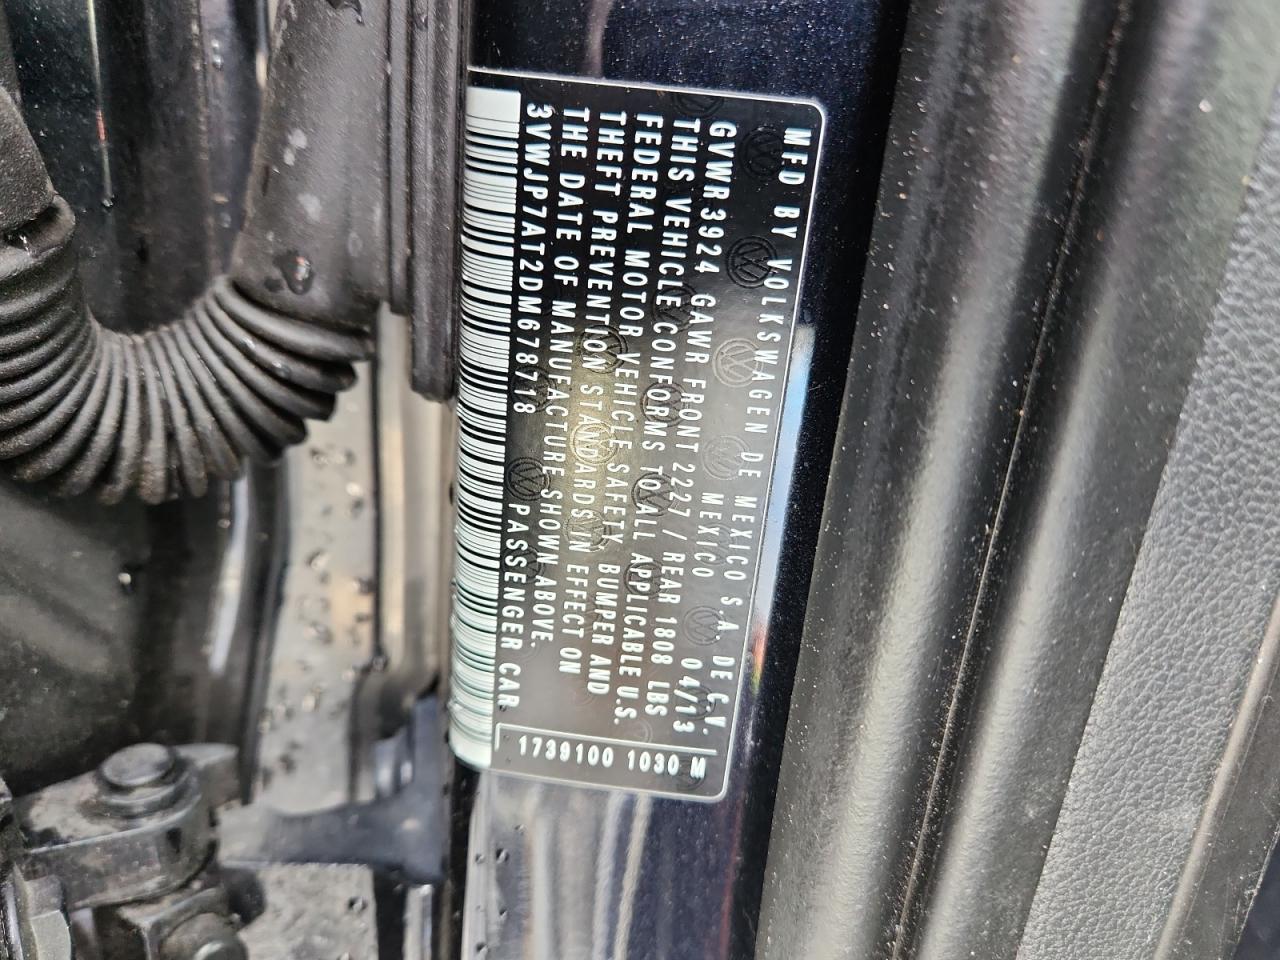 MFD BY VOLKSWAGEN DE MEXICO S.A. DE C.V.
MEXICO 04/13
GVWR 3924 GAWR FRONT 2227/ REAR 1808 LBS
THIS VEHICLE CONFORMS TO ALL APPLICABLE U.S.
FEDERAL MOTOR VEHICLE SAFETY, BUMPER AND
THEFT PREVENTION STANDARDS IN EFFECT ON
THE DATE OF MANUFACTURE SHOWN ABOVE.
3VWJP7AT2DM678718 PASSENGER CAR
1739100 1030 M